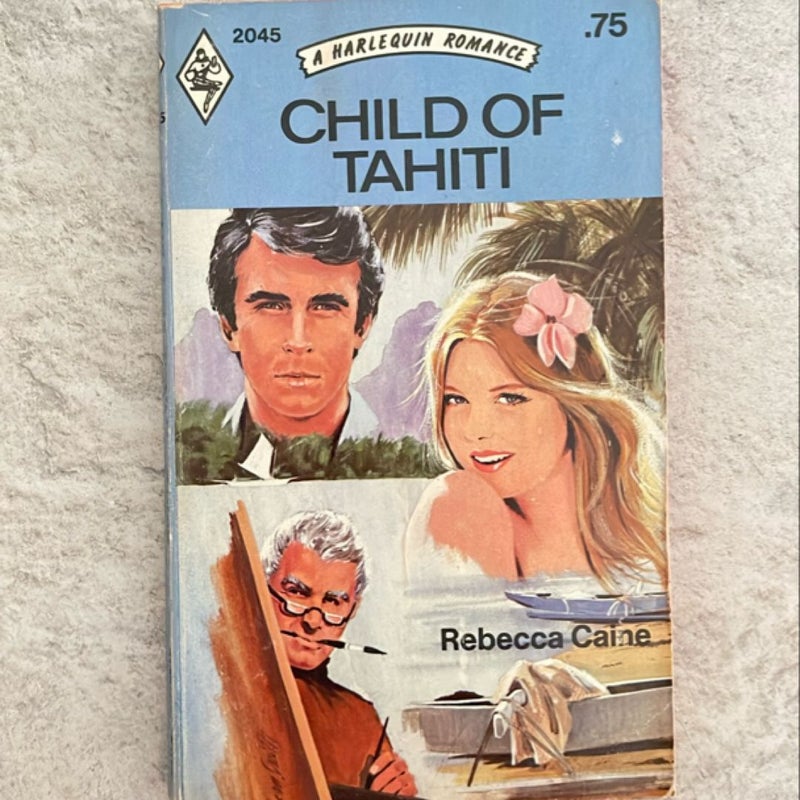 2045
A HARLEQUIN ROMANCE
.75
CHILD OF
TAHITI
Rebecca Caine